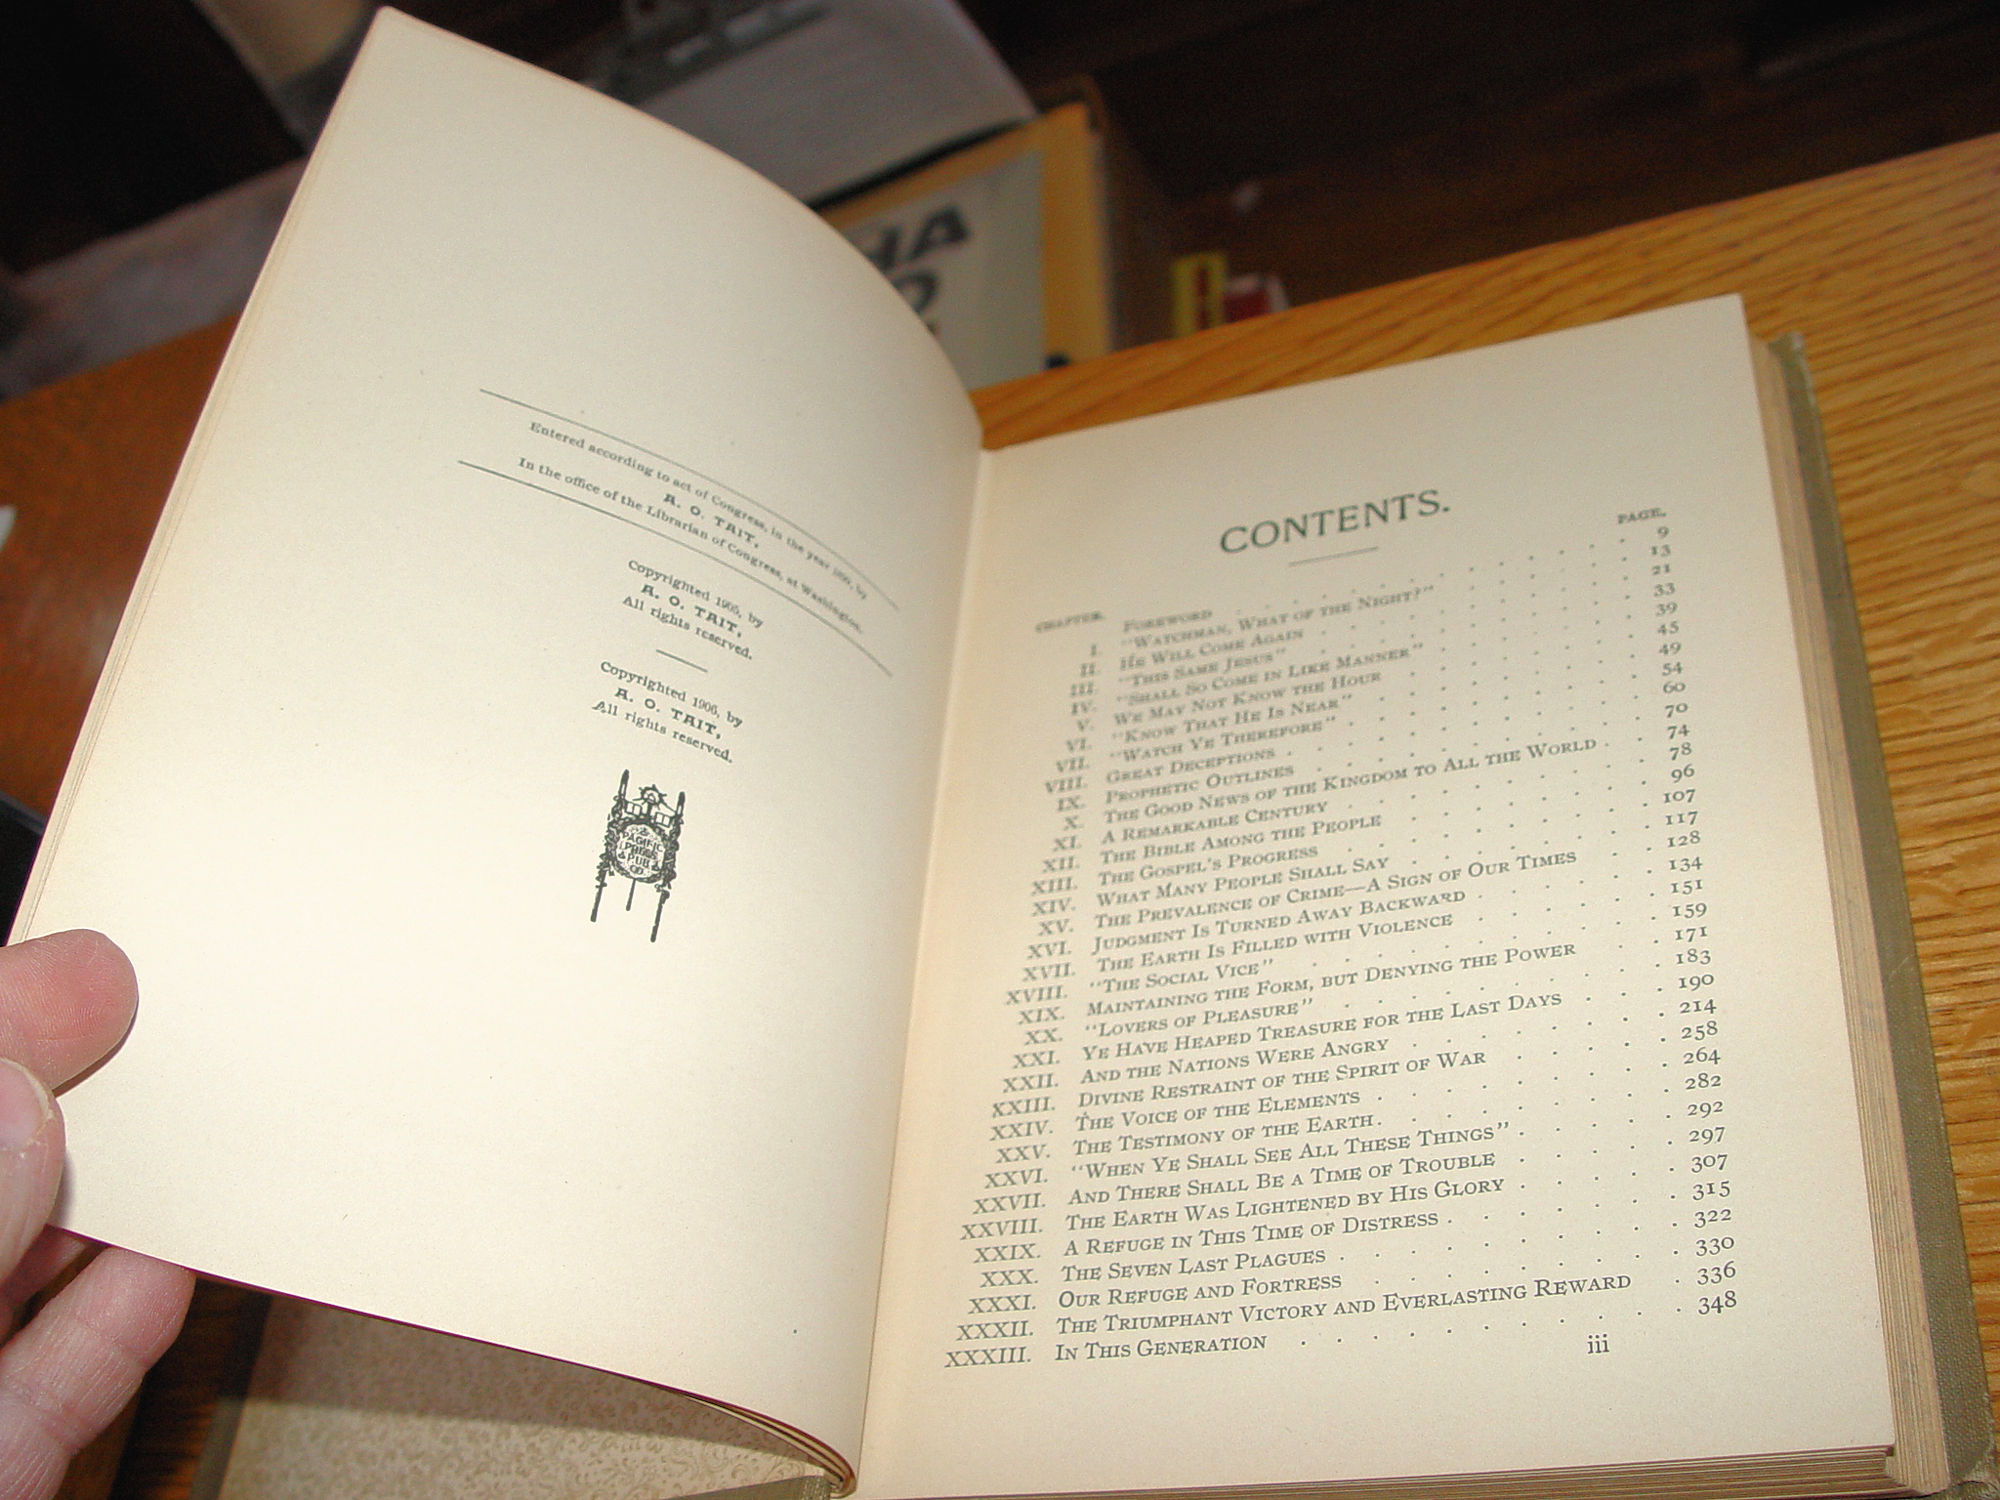 Entered according to act of Congress, in the year by
A. O. TAIT,
In the office of the Librarian of Congress, at Washington.
Copyrighted 1905, by
A. O. TAIT,
All rights reserved.
Copyrighted 1906, by
A. O. TAIT,
All rights reserved.
PACIFIC
PRESS
PUB
CO
HA
CONTENTS.
CHAPTER. PAGE.
FOREWORD . . . . . . . . 9
I. "WATCHMAN, WHAT OF THE NIGHT?" . . . . 13
II. HE WILL COME AGAIN . . . . . . . 21
III. "THIS SAME JESUS" . . . . . . . 33
IV. "SHALL SO COME IN LIKE MANNER" . . . . . 39
V. WE MAY NOT KNOW THE HOUR . . . . . . 45
VI. "KNOW THAT HE IS NEAR" . . . . . . . 49
VII. "WATCH YE THEREFORE" . . . . . . . 54
VIII. GREAT DECEPTIONS . . . . . . . . 60
IX. PROPHETIC OUTLINES . . . . . . . . 70
X. THE GOOD NEWS OF THE KINGDOM TO ALL THE WORLD . . 74
XI. A REMARKABLE CENTURY . . . . . . . 78
XII. THE BIBLE AMONG THE PEOPLE . . . . . . 96
XIII. THE GOSPEL'S PROGRESS . . . . . . . 107
XIV. WHAT MANY PEOPLE SHALL SAY . . . . . . 117
XV. THE PREVALENCE OF CRIME—A SIGN OF OUR TIMES . . 128
XVI. JUDGMENT IS TURNED AWAY BACKWARD . . . . . 134
XVII. THE EARTH IS FILLED WITH VIOLENCE . . . . . 151
XVIII. "THE SOCIAL VICE" . . . . . . . . 159
XIX. MAINTAINING THE FORM, BUT DENYING THE POWER . . 171
XX. "LOVERS OF PLEASURE" . . . . . . . . 183
XXI. YE HAVE HEAPED TREASURE FOR THE LAST DAYS . . . 190
XXII. AND THE NATIONS WERE ANGRY . . . . . . 214
XXIII. DIVINE RESTRAINT OF THE SPIRIT OF WAR . . . . 258
XXIV. THE VOICE OF THE ELEMENTS . . . . . . . 264
XXV. THE TESTIMONY OF THE EARTH . . . . . . . 282
XXVI. "WHEN YE SHALL SEE ALL THESE THINGS" . . . . 292
XXVII. AND THERE SHALL BE A TIME OF TROUBLE . . . . 297
XXVIII. THE EARTH WAS LIGHTENED BY HIS GLORY . . . . 307
XXIX. A REFUGE IN THIS TIME OF DISTRESS . . . . . 315
XXX. THE SEVEN LAST PLAGUES . . . . . . . . 322
XXXI. OUR REFUGE AND FORTRESS . . . . . . . 330
XXXII. THE TRIUMPHANT VICTORY AND EVERLASTING REWARD . 336
XXXIII. IN THIS GENERATION . . . . . . . . . 348
iii